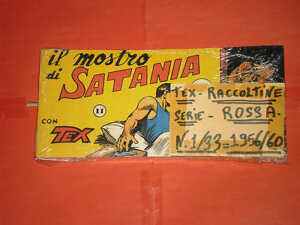 il mostro
di SATANIA
11
CON TEX
TEX - RACCOLTINE
SERIE - ROSSA.
N. 1/93=1956/60